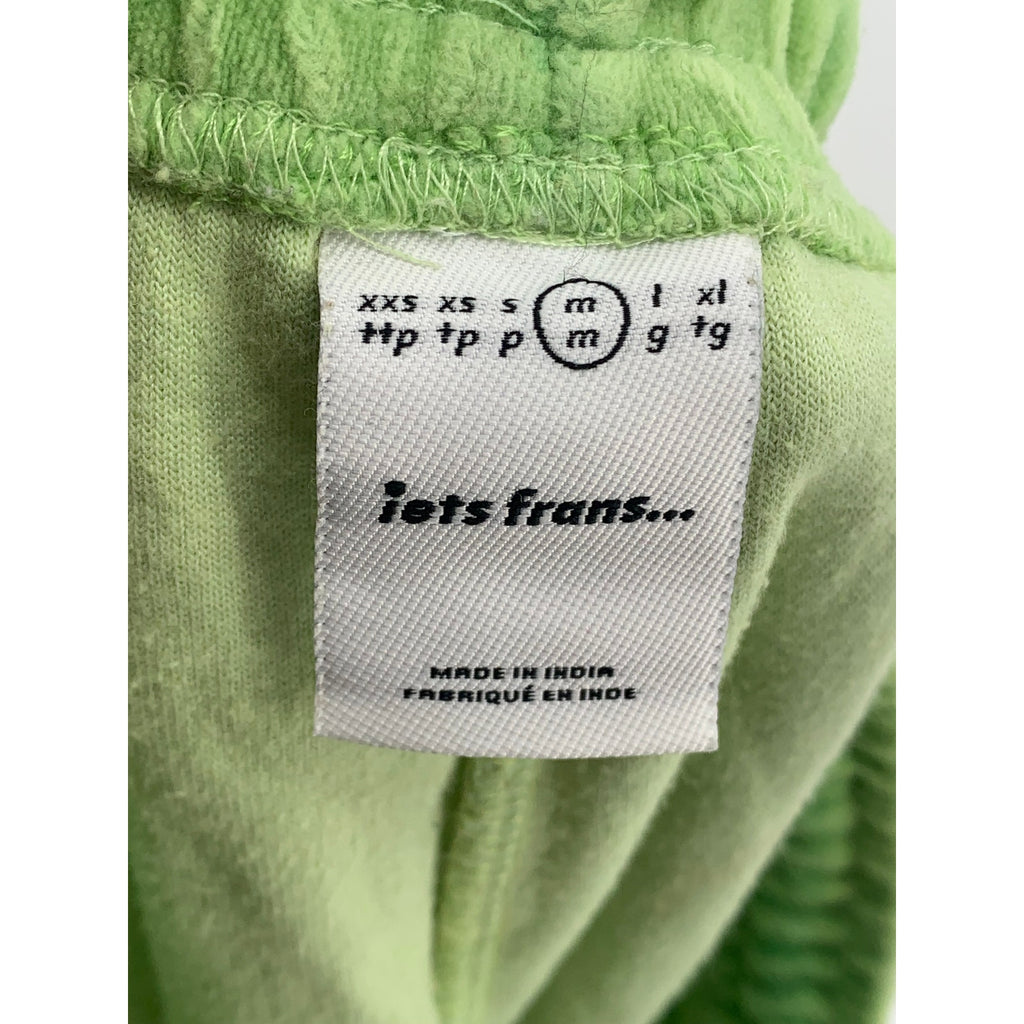 xxs xs s m l xl
ttp tp p m g tg
iets frans...
MADE IN INDIA
FABRIQUÉ EN INDE